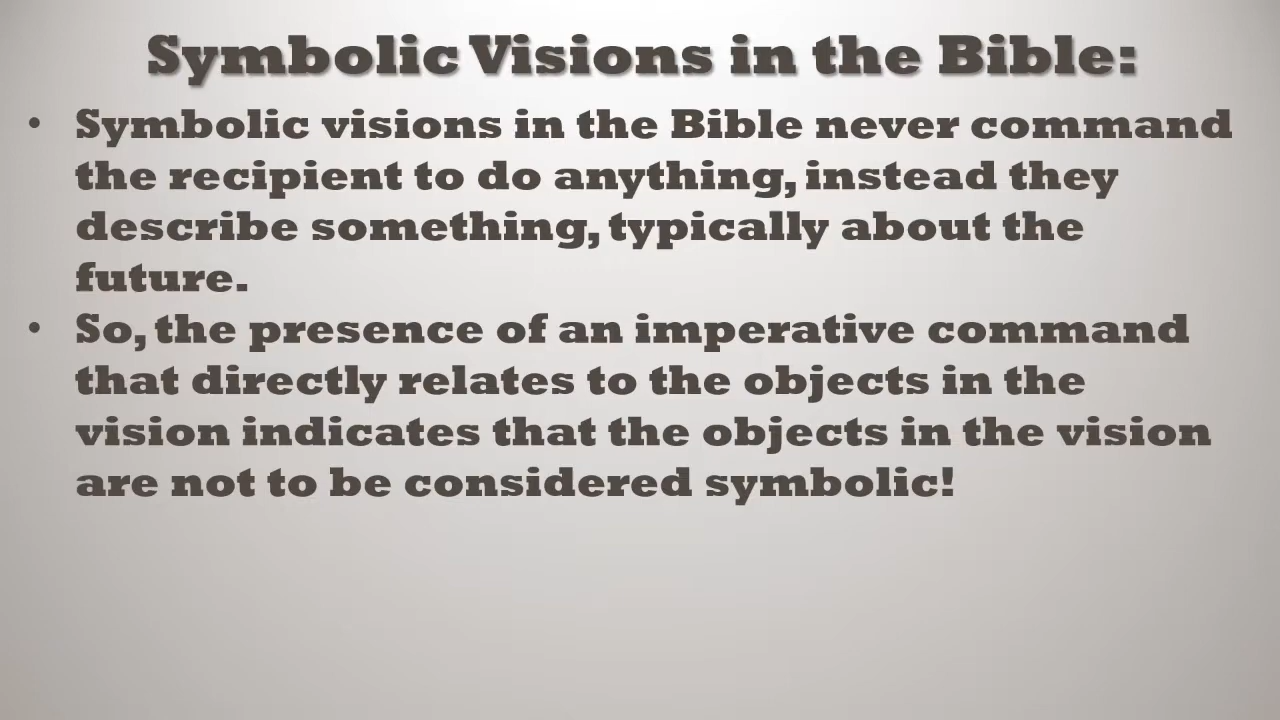 Symbolic Visions in the Bible:
• Symbolic visions in the Bible never command
the recipient to do anything, instead they
describe something, typically about the
future.
• So, the presence of an imperative command
that directly relates to the objects in the
vision indicates that the objects in the vision
are not to be considered symbolic!